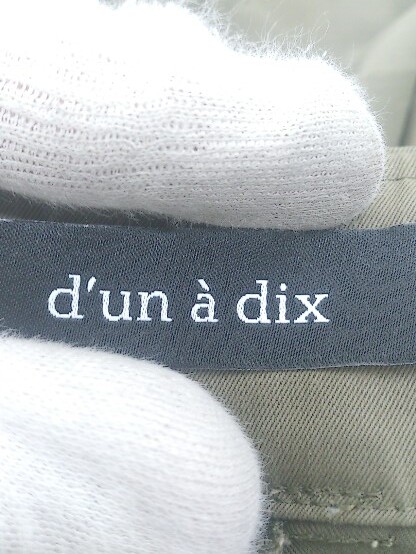 d'un à dix